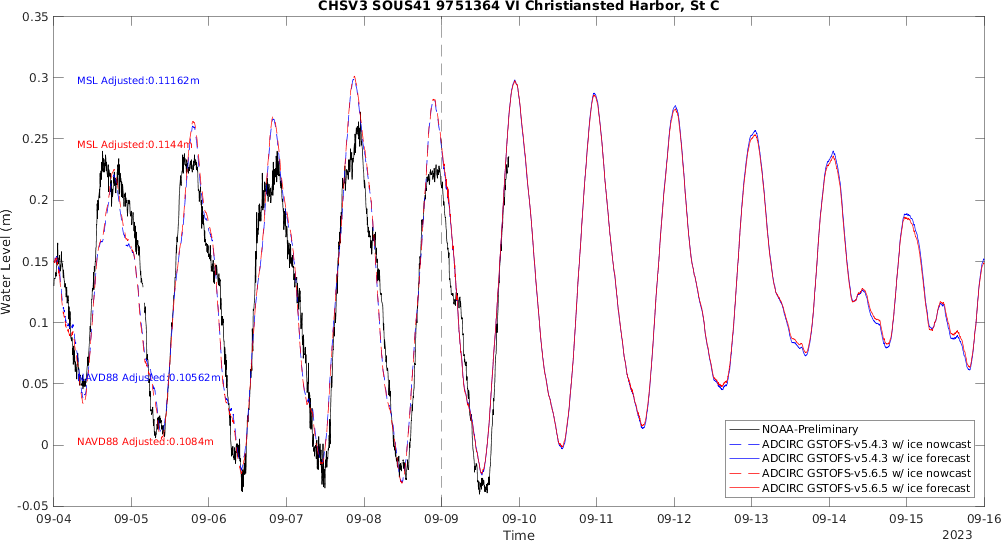 CHSV3 SOUS41 9751364 VI Christiansted Harbor, St C
0.35
0.3
0.25
0.2
0.15
0.1
0.05
0
-0.05
Water Level (m)
MSL Adjusted:0.11162m
MSL Adjusted:0.1144m
NAVD88 Adjusted:0.10562m
NAVD88 Adjusted:0.1084m
NOAA-Preliminary
ADCIRC GSTOFS-v5.4.3 w/ ice nowcast
ADCIRC GSTOFS-v5.4.3 w/ ice forecast
ADCIRC GSTOFS-v5.6.5 w/ ice nowcast
ADCIRC GSTOFS-v5.6.5 w/ ice forecast
09-04 09-05 09-06 09-07 09-08 09-09 09-10 09-11 09-12 09-13 09-14 09-15 09-16
Time
2023